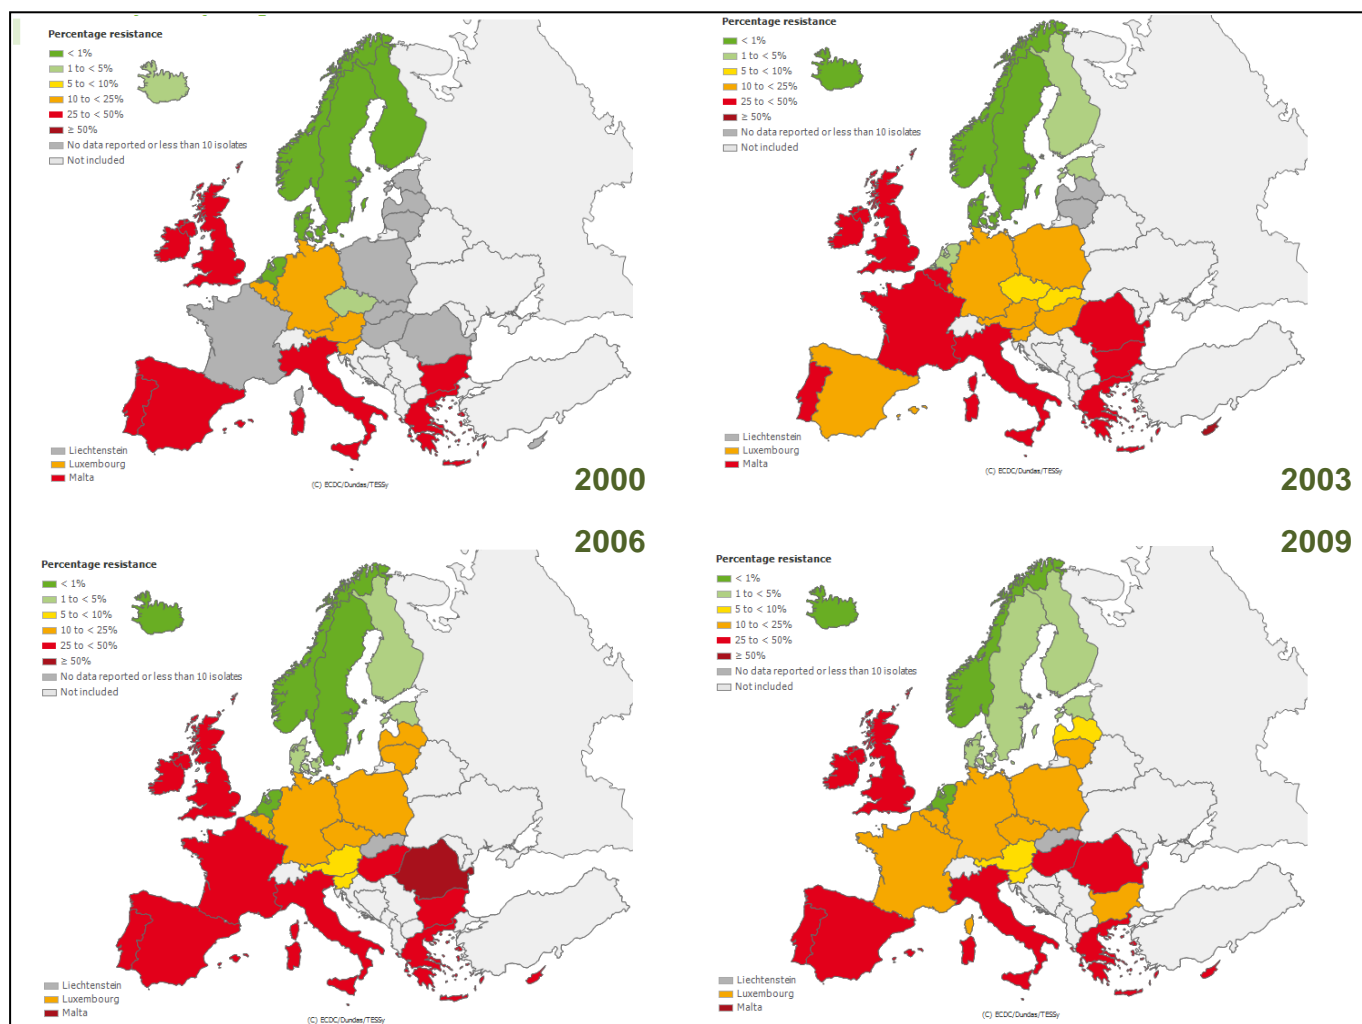 Percentage resistance
< 1%
1 to < 5%
5 to < 10%
10 to < 25%
25 to < 50%
≥ 50%
No data reported or less than 10 isolates
Not included
Liechtenstein
Luxembourg
Malta
(C) ECDC/Dundas/TESSy
2000
Percentage resistance
< 1%
1 to < 5%
5 to < 10%
10 to < 25%
25 to < 50%
≥ 50%
No data reported or less than 10 isolates
Not included
Liechtenstein
Luxembourg
Malta
(C) ECDC/Dundas/TESSy
2003
2006
Percentage resistance
< 1%
1 to < 5%
5 to < 10%
10 to < 25%
25 to < 50%
≥ 50%
No data reported or less than 10 isolates
Not included
Liechtenstein
Luxembourg
Malta
(C) ECDC/Dundas/TESSy
2009
Percentage resistance
< 1%
1 to < 5%
5 to < 10%
10 to < 25%
25 to < 50%
≥ 50%
No data reported or less than 10 isolates
Not included
Liechtenstein
Luxembourg
Malta
(C) ECDC/Dundas/TESSy